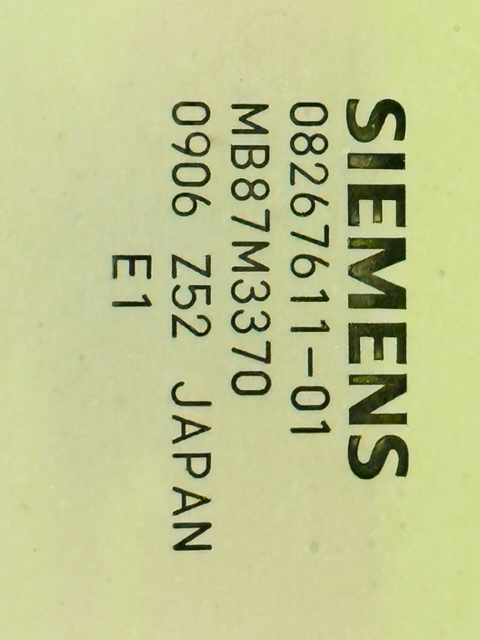 SIEMENS
08267611-01
MB87M3370
0906 Z52 JAPAN
E1